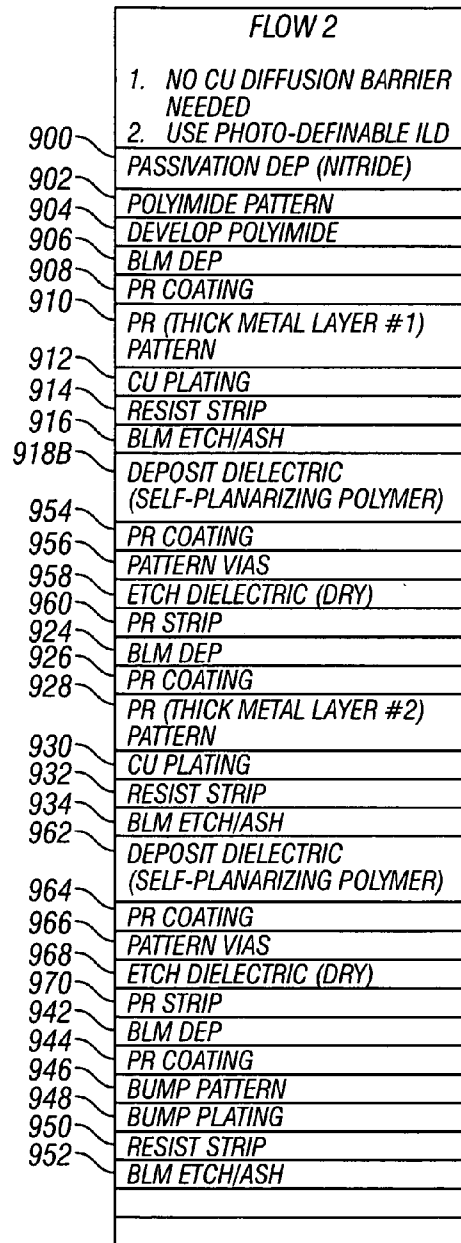 FLOW 2
1. NO CU DIFFUSION BARRIER
NEEDED
2. USE PHOTO-DEFINABLE ILD
900
PASSIVATION DEP (NITRIDE)
902
POLYIMIDE PATTERN
904
DEVELOP POLYIMIDE
906
BLM DEP
908
PR COATING
910
PR (THICK METAL LAYER #1)
PATTERN
912
CU PLATING
914
RESIST STRIP
916
BLM ETCH/ASH
918B
DEPOSIT DIELECTRIC
(SELF-PLANARIZING POLYMER)
954
PR COATING
956
PATTERN VIAS
958
ETCH DIELECTRIC (DRY)
960
PR STRIP
924
BLM DEP
926
PR COATING
928
PR (THICK METAL LAYER #2)
PATTERN
930
CU PLATING
932
RESIST STRIP
934
BLM ETCH/ASH
962
DEPOSIT DIELECTRIC
(SELF-PLANARIZING POLYMER)
964
PR COATING
966
PATTERN VIAS
968
ETCH DIELECTRIC (DRY)
970
PR STRIP
942
BLM DEP
944
PR COATING
946
BUMP PATTERN
948
BUMP PLATING
950
RESIST STRIP
952
BLM ETCH/ASH